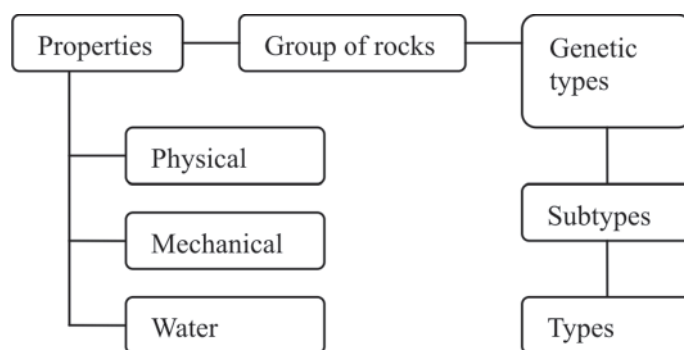 Properties
Group of rocks
Genetic
types
Physical
Mechanical
Subtypes
Water
Types